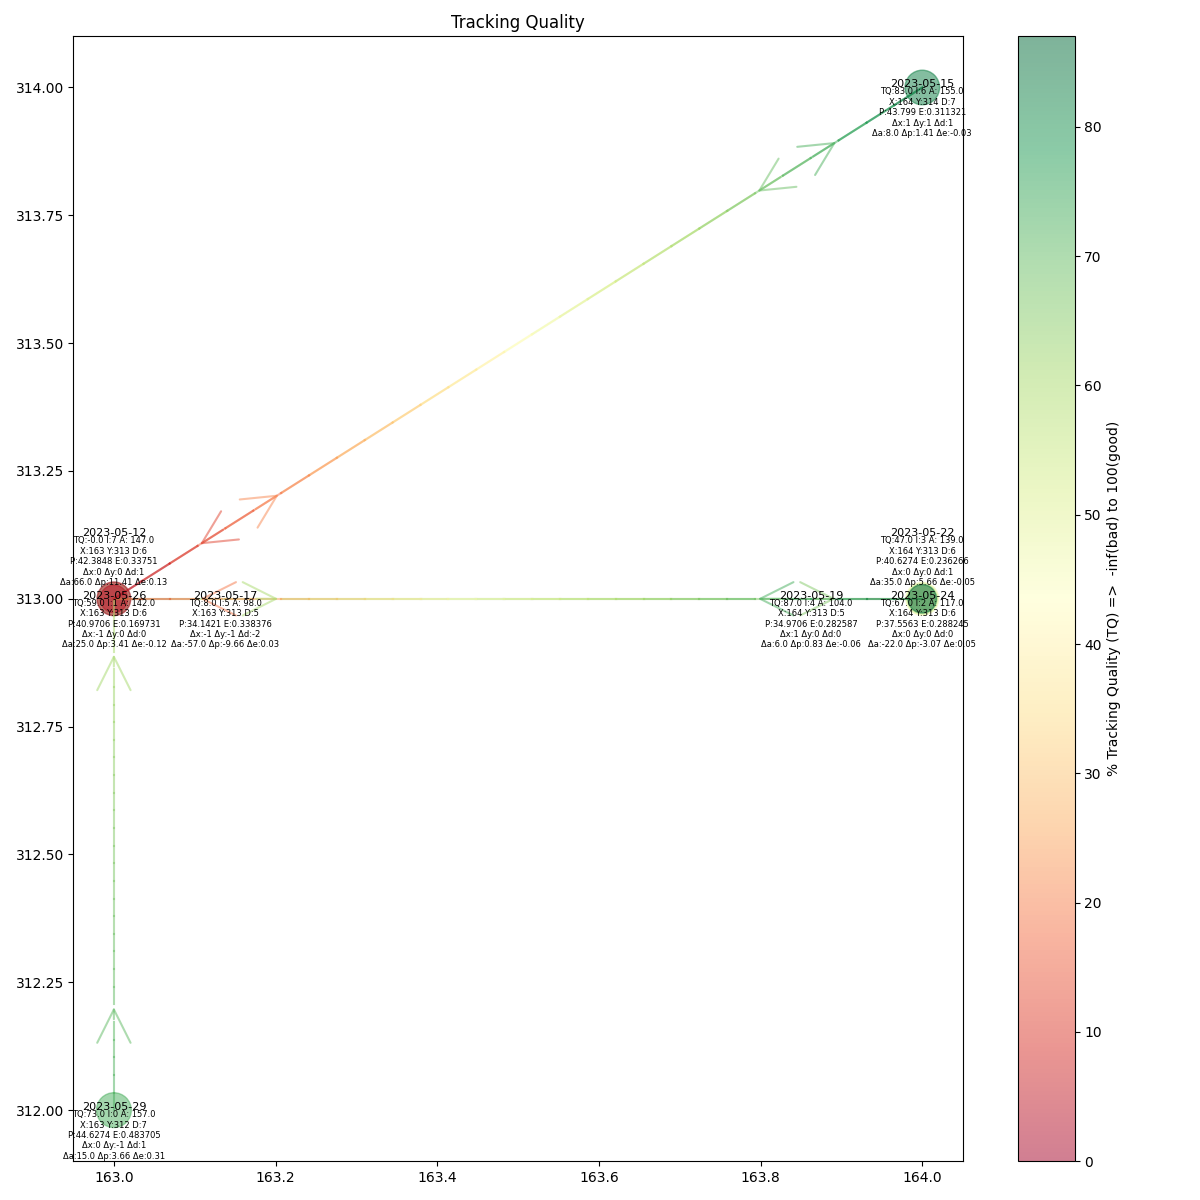 Tracking Quality
314.00
313.75
313.50
313.25
313.00
312.75
312.50
312.25
312.00
2023-05-15
TQ:83.0 I:6 A: 155.0
X:164 Y:314 D:7
P:43.799 E:0.311321
Δx:1 Δy:1 Δd:1
Δa:8.0 Δp:1.41 Δe:-0.03
2023-05-12
TQ:-0.0 I:7 A: 147.0
X:163 Y:313 D:6
P:42.3848 E:0.33751
Δx:0 Δy:0 Δd:1
Δa:66.0 Δp:11.41 Δe:0.13
2023-05-22
TQ:47.0 I:3 A: 139.0
X:164 Y:313 D:6
P:40.6274 E:0.236266
Δx:0 Δy:0 Δd:1
Δa:35.0 Δp:5.66 Δe:-0.05
2023-05-26
TQ:59.0 I:1 A: 142.0
X:163 Y:313 D:6
P:40.9706 E:0.169731
Δx:-1 Δy:0 Δd:0
Δa:25.0 Δp:3.41 Δe:-0.12
2023-05-17
TQ:8.0 I:5 A: 98.0
X:163 Y:313 D:5
P:34.1421 E:0.338376
Δx:-1 Δy:-1 Δd:-2
Δa:-57.0 Δp:-9.66 Δe:0.03
2023-05-19
TQ:87.0 I:4 A: 104.0
X:164 Y:313 D:5
P:34.9706 E:0.282587
Δx:1 Δy:0 Δd:0
Δa:6.0 Δp:0.83 Δe:-0.06
2023-05-24
TQ:67.0 I:2 A: 117.0
X:164 Y:313 D:6
P:37.5563 E:0.288245
Δx:0 Δy:0 Δd:0
Δa:-22.0 Δp:-3.07 Δe:0.05
2023-05-29
TQ:73.0 I:0 A: 157.0
X:163 Y:312 D:7
P:44.6274 E:0.483705
Δx:0 Δy:-1 Δd:1
Δa:15.0 Δp:3.66 Δe:0.31
163.0
163.2
163.4
163.6
163.8
164.0
80
70
60
50
40
30
20
10
0
% Tracking Quality (TQ) => -inf(bad) to 100(good)